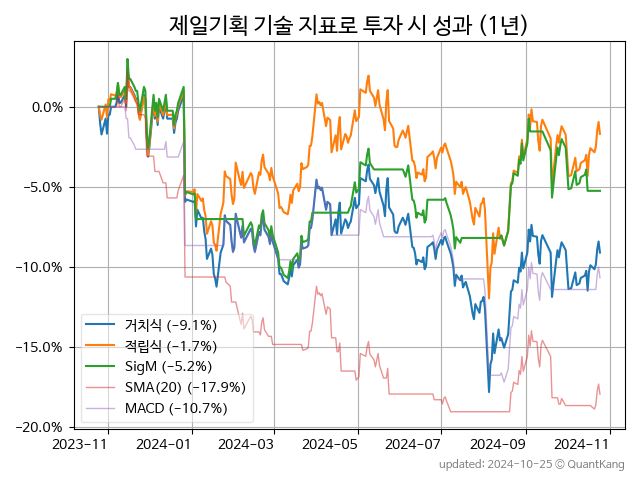 제일기획 기술 지표로 투자 시 성과 (1년)
0.0%
−5.0%
−10.0%
−15.0%
−20.0%
거치식 (−9.1%)
적립식 (−1.7%)
SigM (−5.2%)
SMA(20) (−17.9%)
MACD (−10.7%)
2023−11 2024−01 2024−03 2024−05 2024−07 2024−09 2024−11
updated: 2024-10-25 © QuantKang